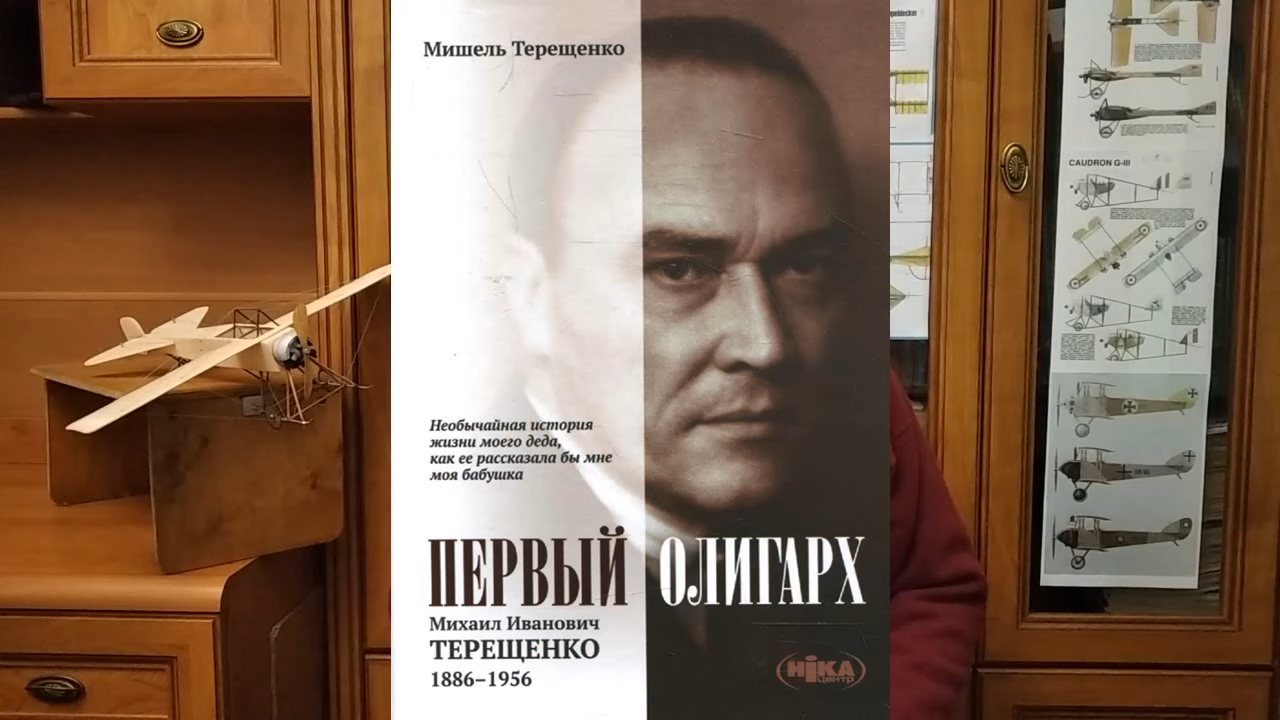 Мишель Терещенко
Необычайная история
жизни моего деда,
как ее рассказала бы мне
моя бабушка
ПЕРВЫЙ ОЛИГАРХ
Михаил Иванович
ТЕРЕЩЕНКО
1886–1956
НІКА
центр
CAUDRON G-III